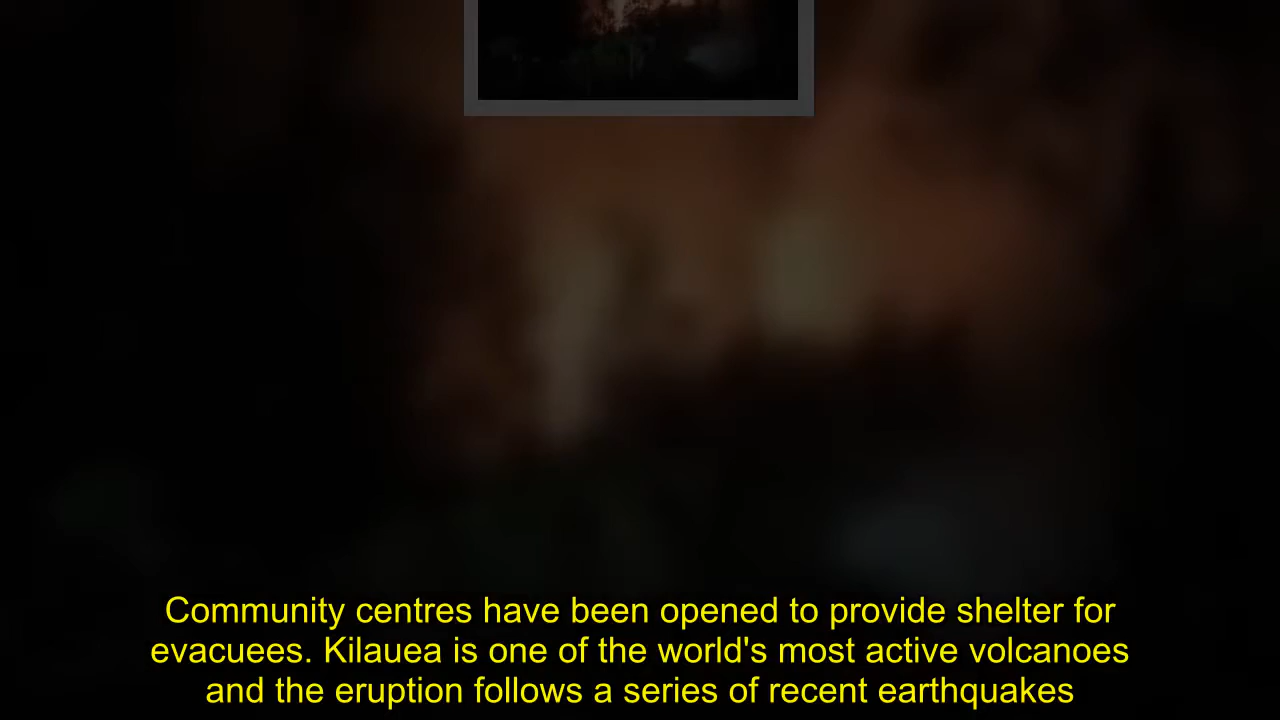 Community centres have been opened to provide shelter for
evacuees. Kilauea is one of the world's most active volcanoes
and the eruption follows a series of recent earthquakes